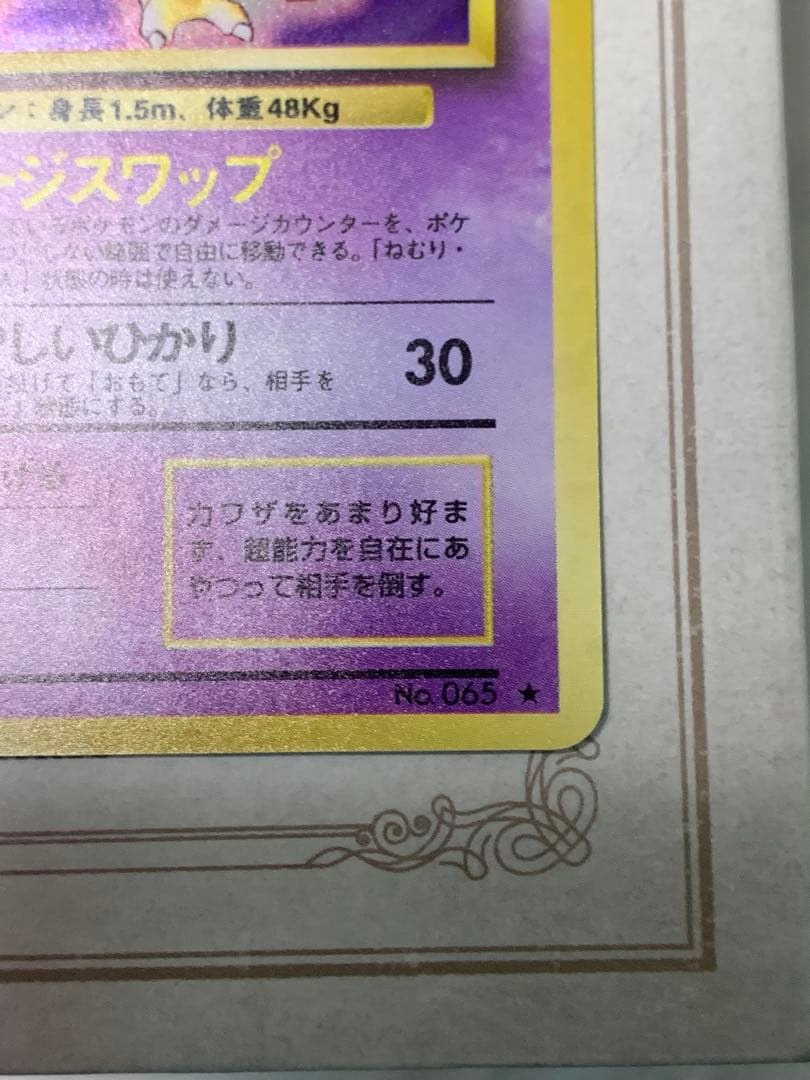 ン：身長1.5m、体重48Kg
ージスワップ
いるポケモンのダメージカウンターを、ポケ
しない範囲で自由に移動できる。「ねむり・
」状態の時は使えない。
やしいひかり
30
投げて「おもて」なら、相手を
」状態にする。
力ワザをあまり好ま
ず、超能力を自在にあ
やつって相手を倒す。
No. 065 ★